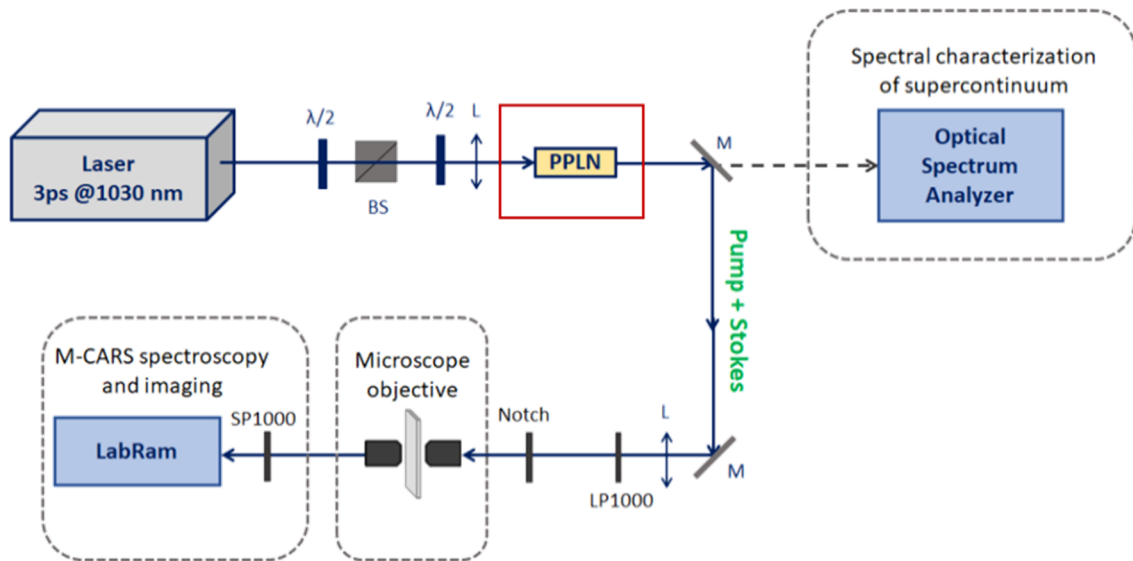 Spectral characterization
of supercontinuum
λ/2
λ/2
L
M
Laser
3ps @1030 nm
BS
PPLN
Optical
Spectrum
Analyzer
Pump + Stokes
M-CARS spectroscopy
and imaging
Microscope
objective
SP1000
Notch
L
LabRam
LP1000
M